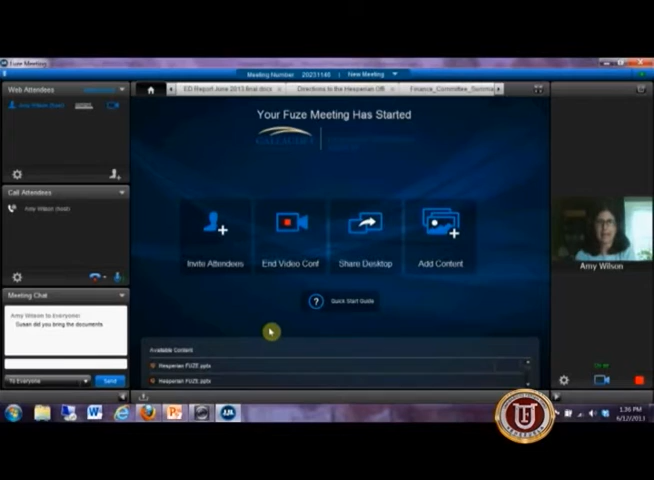 Fuze Meeting
Meeting Number 20231140 | New Meeting
Web Attendees
Amy Wilson (host)
ED Report June 2013 final.docx
Directions to the Hesperian Offi
Finance_Committee_Summa
Your Fuze Meeting Has Started
GALLAUDET
Call Attendees
Amy Wilson (host)
Invite Attendees
End Video Conf
Share Desktop
Add Content
Amy Wilson
Quick Start Guide
Meeting Chat
Amy Wilson to Everyone:
Susan did you bring the documents
Available Content
Hesperian FUZE.pptx
Hesperian FUZE.pptx
To Everyone
Send
1:36 PM
6/12/2013